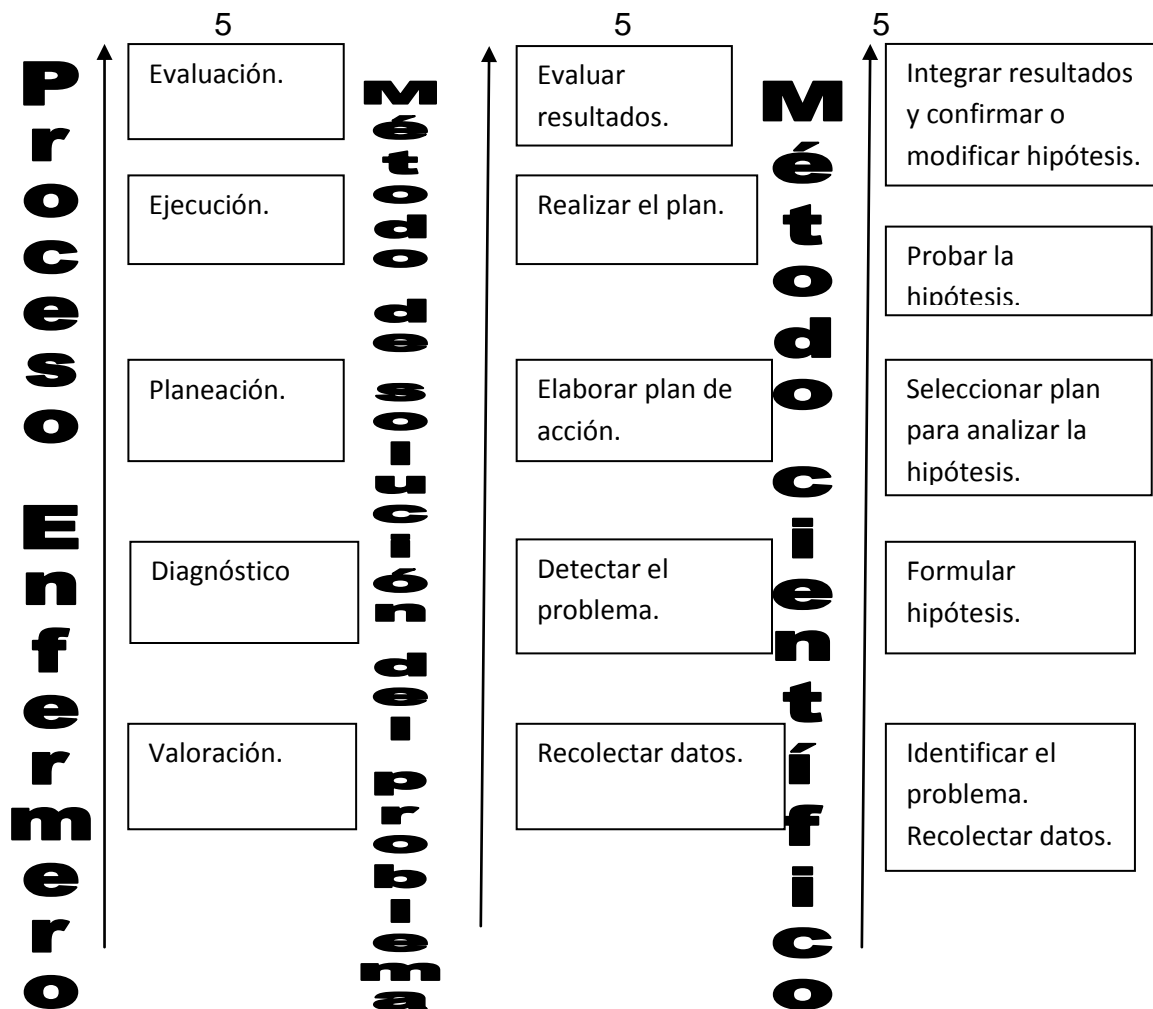 5
5
5
Proceso Enfermero
Evaluación.
Ejecución.
Planeación.
Diagnóstico
Valoración.
Método de solución del problema
Evaluar
resultados.
Realizar el plan.
Elaborar plan de
acción.
Detectar el
problema.
Recolectar datos.
Método científico
Integrar resultados
y confirmar o
modificar hipótesis.
Probar la
hipótesis.
Seleccionar plan
para analizar la
hipótesis.
Formular
hipótesis.
Identificar el
problema.
Recolectar datos.